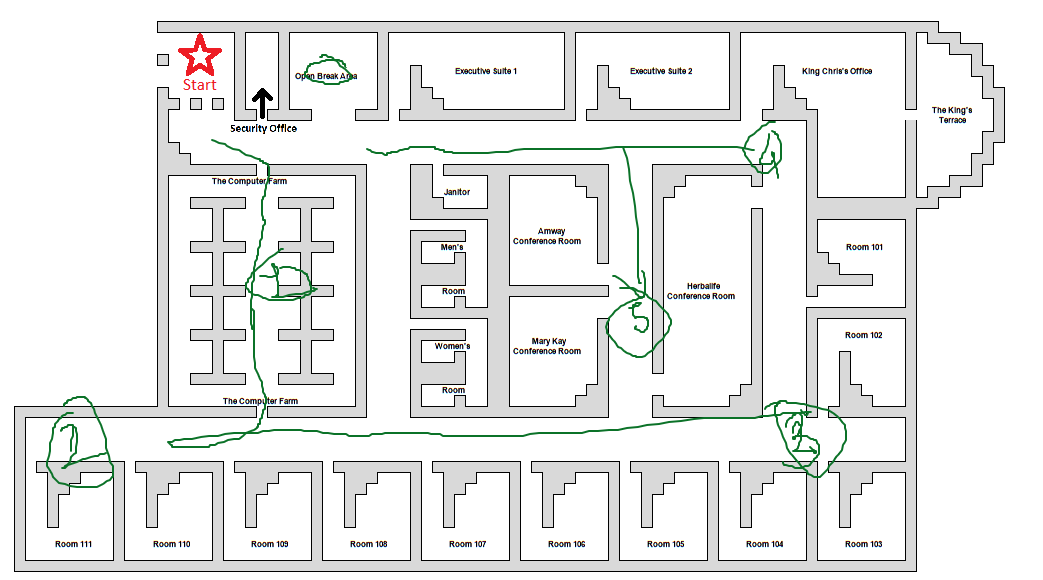 Start
Open Break Area
Executive Suite 1
Executive Suite 2
King Chris's Office
The King's
Terrace
Security Office
The Computer Farm
Janitor
Amway
Conference Room
Men's
Room
Room 101
Herbalife
Conference Room
Mary Kay
Conference Room
Women's
Room
Room 102
The Computer Farm
Room 111
Room 110
Room 109
Room 108
Room 107
Room 106
Room 105
Room 104
Room 103